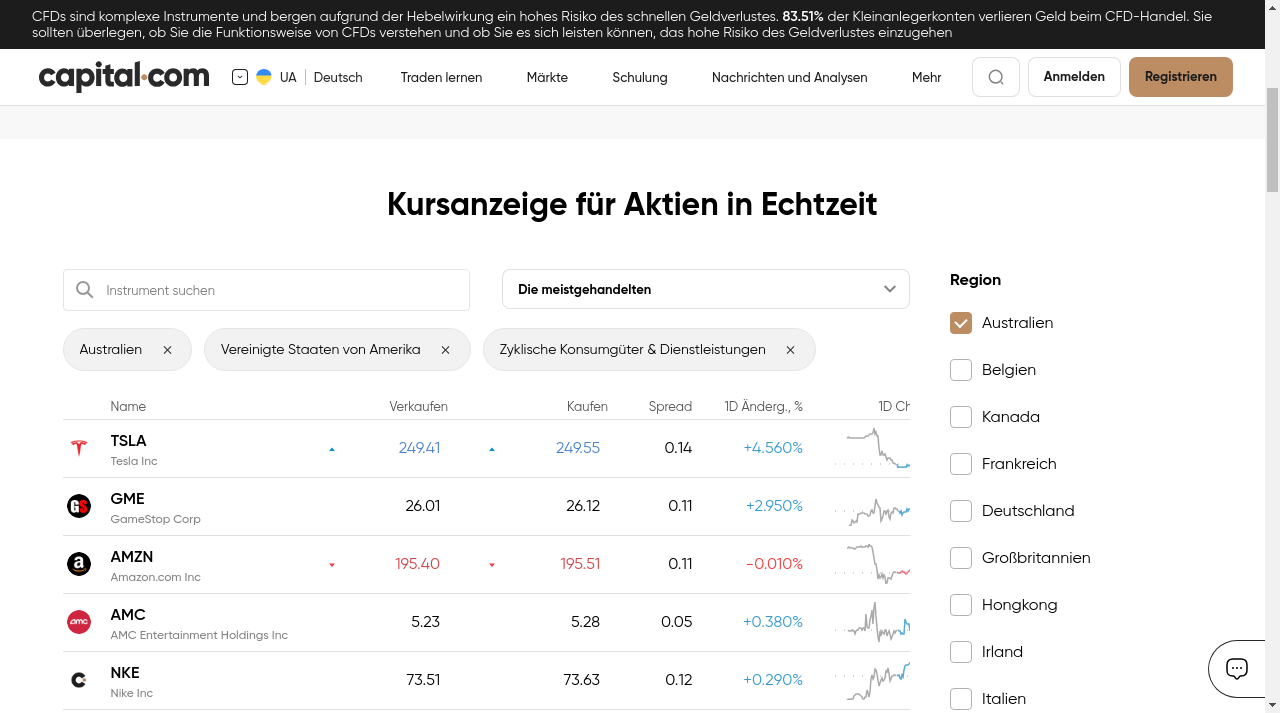 CFDs sind komplexe Instrumente und bergen aufgrund der Hebelwirkung ein hohes Risiko des schnellen Geldverlustes. 83.51% der Kleinanlegerkonten verlieren Geld beim CFD-Handel. Sie
sollten überlegen, ob Sie die Funktionsweise von CFDs verstehen und ob Sie es sich leisten können, das hohe Risiko des Geldverlustes einzugehen
capital.com UA Deutsch Traden lernen Märkte Schulung Nachrichten und Analysen Mehr Anmelden Registrieren
Kursanzeige für Aktien in Echtzeit
Instrument suchen Die meistgehandelten
Australien Vereinigte Staaten von Amerika Zyklische Konsumgüter & Dienstleistungen
Name Verkaufen Kaufen Spread 1D Änderg., % 1D Ch
TSLA 249.41 249.55 0.14 +4.560%
Tesla Inc
GME 26.01 26.12 0.11 +2.950%
GameStop Corp
AMZN 195.40 195.51 0.11 -0.010%
Amazon.com Inc
AMC 5.23 5.28 0.05 +0.380%
AMC Entertainment Holdings Inc
NKE 73.51 73.63 0.12 +0.290%
Nike Inc
Region
Australien
Belgien
Kanada
Frankreich
Deutschland
Großbritannien
Hongkong
Irland
Italien